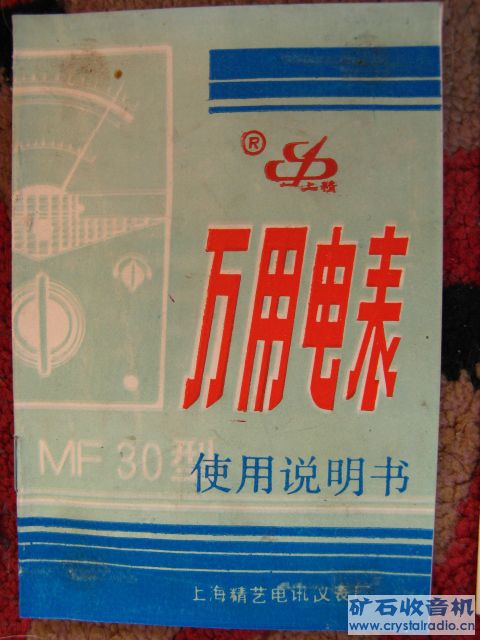 ®
上精
万用电表
MF 30型
使用说明书
上海精艺电讯仪表厂
矿石收音机
www.crystalradio.cn